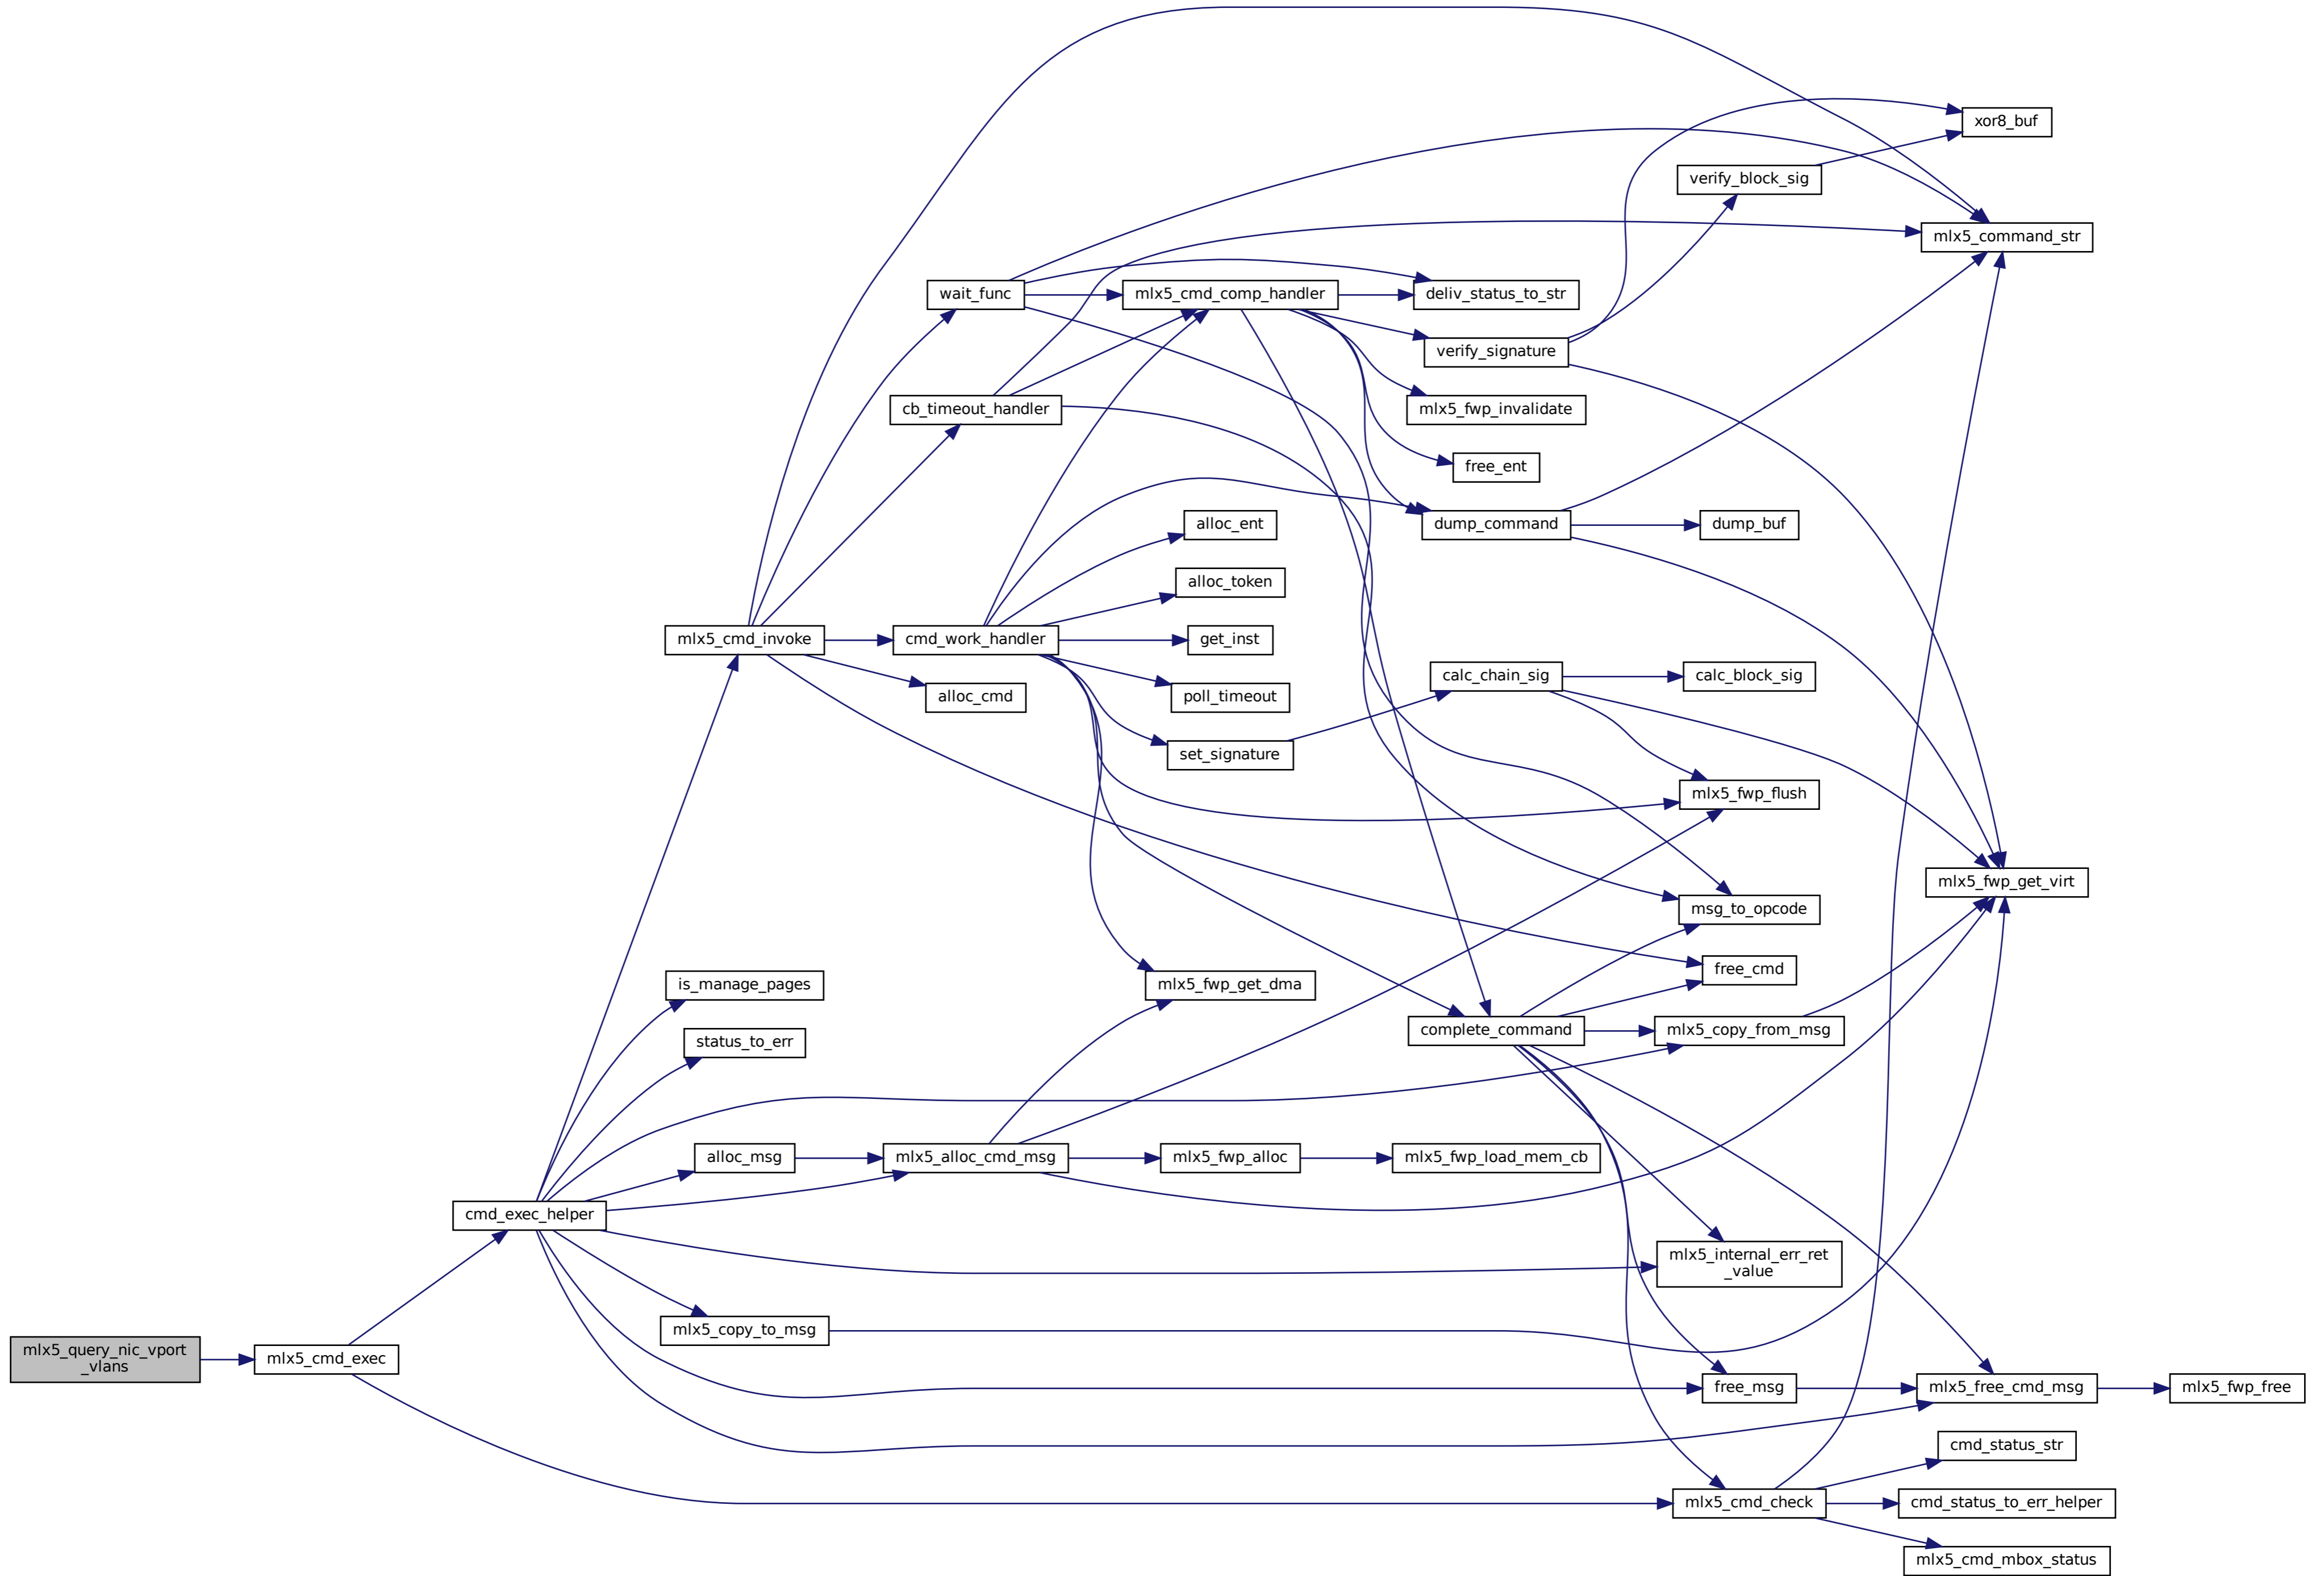 xor8_buf
verify_block_sig
mlx5_command_str
wait_func
mlx5_cmd_comp_handler
deliv_status_to_str
verify_signature
cb_timeout_handler
mlx5_fwp_invalidate
free_ent
alloc_ent
dump_command
dump_buf
alloc_token
mlx5_cmd_invoke
cmd_work_handler
get_inst
calc_chain_sig
calc_block_sig
alloc_cmd
poll_timeout
set_signature
mlx5_fwp_flush
mlx5_fwp_get_virt
msg_to_opcode
free_cmd
is_manage_pages
mlx5_fwp_get_dma
complete_command
mlx5_copy_from_msg
status_to_err
alloc_msg
mlx5_alloc_cmd_msg
mlx5_fwp_alloc
mlx5_fwp_load_mem_cb
cmd_exec_helper
mlx5_internal_err_ret
_value
mlx5_copy_to_msg
mlx5_query_nic_vport
_vlans
mlx5_cmd_exec
free_msg
mlx5_free_cmd_msg
mlx5_fwp_free
cmd_status_str
mlx5_cmd_check
cmd_status_to_err_helper
mlx5_cmd_mbox_status